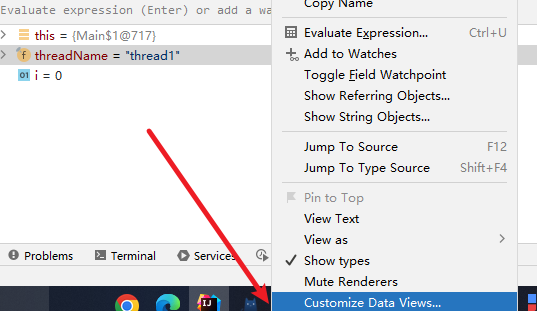 Evaluate expression (Enter) or add a wa
this = {Main$1@717}
threadName = "thread1"
01 i = 0
Problems Terminal Services
Copy Name
Evaluate Expression... Ctrl+U
Add to Watches
Toggle Field Watchpoint
Show Referring Objects...
Show String Objects...
Jump To Source F12
Jump To Type Source Shift+F4
Pin to Top
View Text
View as
Show types
Mute Renderers
Customize Data Views...
IJ